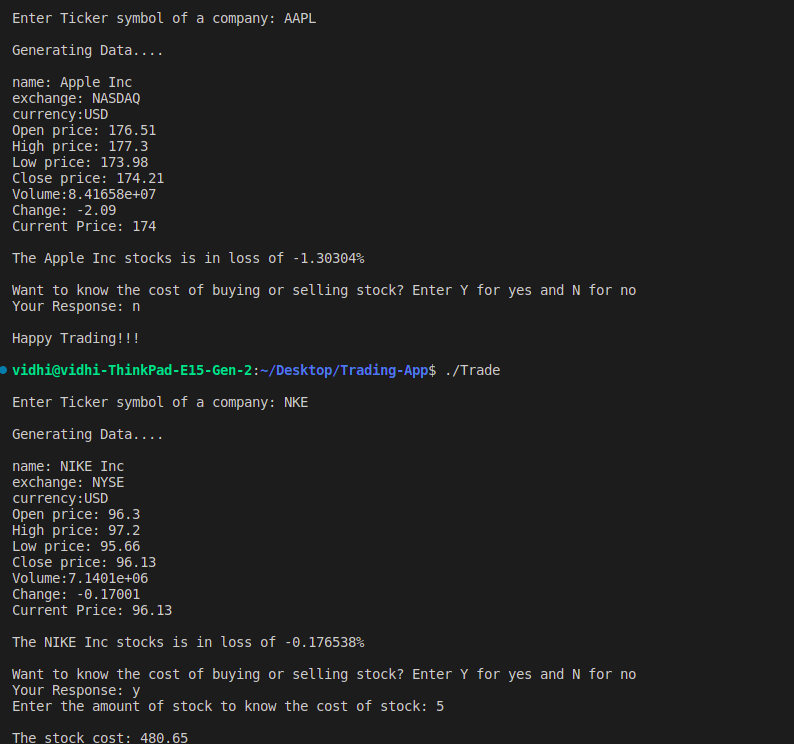 Enter Ticker symbol of a company: AAPL
Generating Data....
name: Apple Inc
exchange: NASDAQ
currency:USD
Open price: 176.51
High price: 177.3
Low price: 173.98
Close price: 174.21
Volume:8.41658e+07
Change: -2.09
Current Price: 174
The Apple Inc stocks is in loss of -1.30304%
Want to know the cost of buying or selling stock? Enter Y for yes and N for no
Your Response: n
Happy Trading!!!
vidhi@vidhi-ThinkPad-E15-Gen-2:~/Desktop/Trading-App$ ./Trade
Enter Ticker symbol of a company: NKE
Generating Data....
name: NIKE Inc
exchange: NYSE
currency:USD
Open price: 96.3
High price: 97.2
Low price: 95.66
Close price: 96.13
Volume:7.1401e+06
Change: -0.17001
Current Price: 96.13
The NIKE Inc stocks is in loss of -0.176538%
Want to know the cost of buying or selling stock? Enter Y for yes and N for no
Your Response: y
Enter the amount of stock to know the cost of stock: 5
The stock cost: 480.65